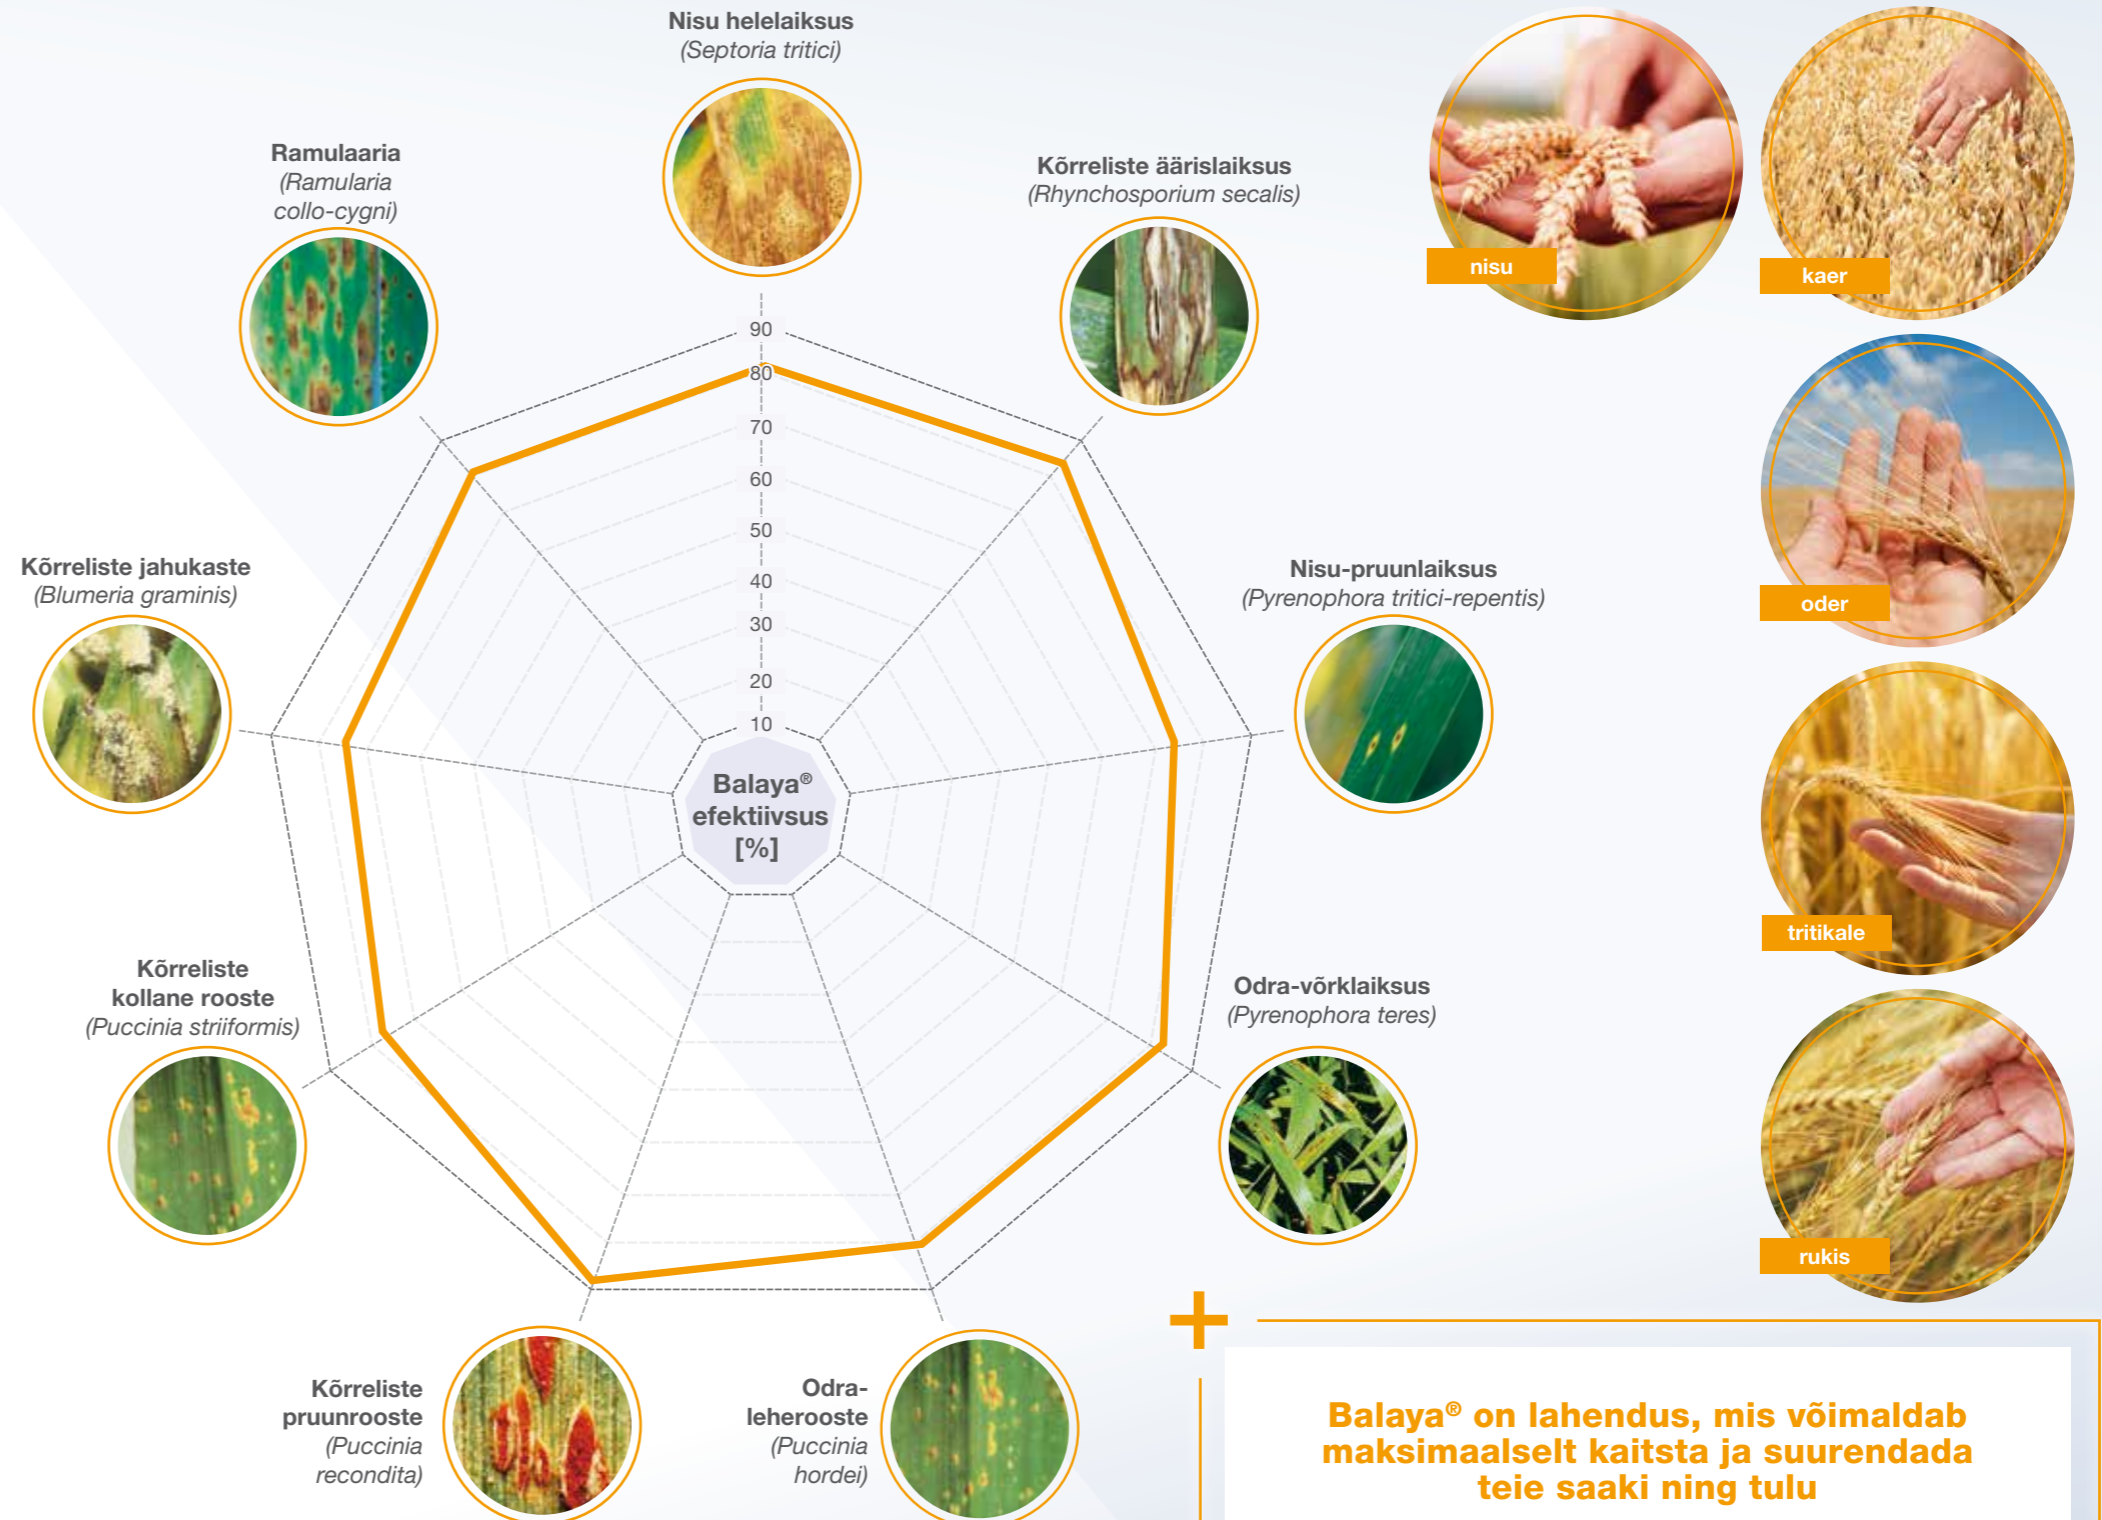 Nisu helelaiksus
(Septoria tritici)
Ramulaaria
(Ramularia
collo-cygni)
Kõrreliste äärislaiksus
(Rhynchosporium secalis)
nisu
kaer
90
80
70
60
50
40
30
20
10
Balaya®
efektiivsus
[%]
Kõrreliste jahukaste
(Blumeria graminis)
Nisu-pruunlaiksus
(Pyrenophora tritici-repentis)
oder
tritikale
Kõrreliste
kollane rooste
(Puccinia striiformis)
Odra-võrklaiksus
(Pyrenophora teres)
rukis
Kõrreliste
pruunrooste
(Puccinia
recondita)
Odra-
leherooste
(Puccinia
hordei)
+
Balaya® on lahendus, mis võimaldab
maksimaalselt kaitsta ja suurendada
teie saaki ning tulu